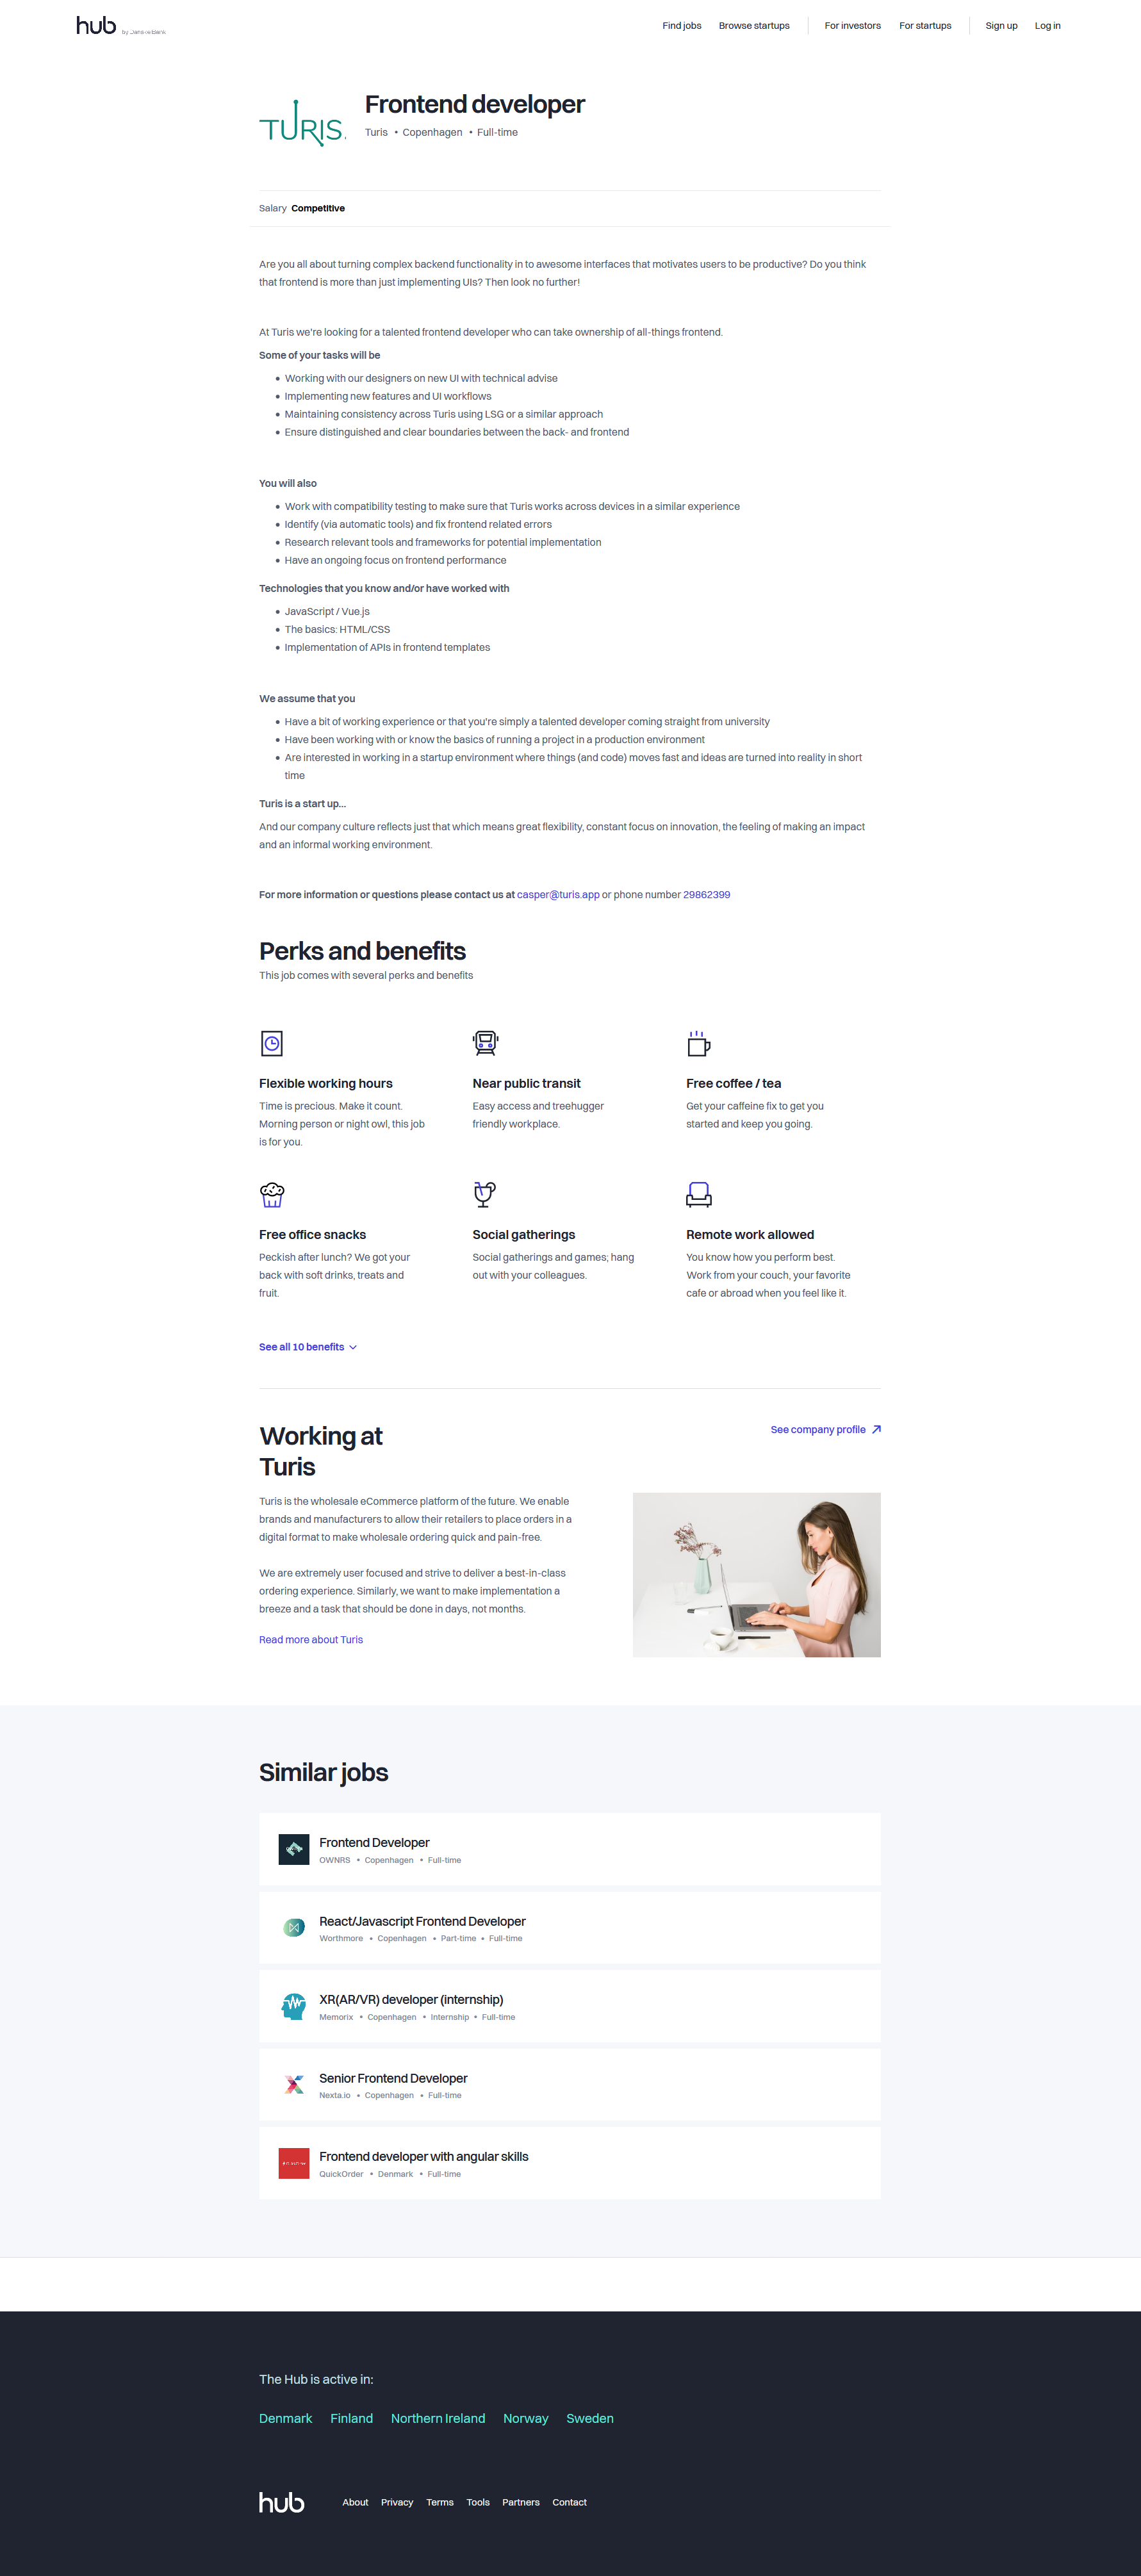 hub by Danske Bank
Find jobs Browse startups For investors For startups Sign up Log in
TURIS.
Frontend developer
Turis • Copenhagen • Full-time
Salary Competitive
Are you all about turning complex backend functionality in to awesome interfaces that motivates users to be productive? Do you think
that frontend is more than just implementing UIs? Then look no further!
At Turis we're looking for a talented frontend developer who can take ownership of all-things frontend.
Some of your tasks will be
• Working with our designers on new UI with technical advise
• Implementing new features and UI workflows
• Maintaining consistency across Turis using LSG or a similar approach
• Ensure distinguished and clear boundaries between the back- and frontend
You will also
• Work with compatibility testing to make sure that Turis works across devices in a similar experience
• Identify (via automatic tools) and fix frontend related errors
• Research relevant tools and frameworks for potential implementation
• Have an ongoing focus on frontend performance
Technologies that you know and/or have worked with
• JavaScript / Vue.js
• The basics: HTML/CSS
• Implementation of APIs in frontend templates
We assume that you
• Have a bit of working experience or that you're simply a talented developer coming straight from university
• Have been working with or know the basics of running a project in a production environment
• Are interested in working in a startup environment where things (and code) moves fast and ideas are turned into reality in short
time
Turis is a start up...
And our company culture reflects just that which means great flexibility, constant focus on innovation, the feeling of making an impact
and an informal working environment.
For more information or questions please contact us at casper@turis.app or phone number 29862399
Perks and benefits
This job comes with several perks and benefits
Flexible working hours
Time is precious. Make it count.
Morning person or night owl, this job
is for you.
Near public transit
Easy access and treehugger
friendly workplace.
Free coffee / tea
Get your caffeine fix to get you
started and keep you going.
Free office snacks
Peckish after lunch? We got your
back with soft drinks, treats and
fruit.
Social gatherings
Social gatherings and games; hang
out with your colleagues.
Remote work allowed
You know how you perform best.
Work from your couch, your favorite
cafe or abroad when you feel like it.
See all 10 benefits
Working at
Turis
See company profile
Turis is the wholesale eCommerce platform of the future. We enable
brands and manufacturers to allow their retailers to place orders in a
digital format to make wholesale ordering quick and pain-free.
We are extremely user focused and strive to deliver a best-in-class
ordering experience. Similarly, we want to make implementation a
breeze and a task that should be done in days, not months.
Read more about Turis
Similar jobs
Frontend Developer
OWNRS • Copenhagen • Full-time
React/Javascript Frontend Developer
Worthmore • Copenhagen • Part-time • Full-time
XR(AR/VR) developer (internship)
Memorix • Copenhagen • Internship • Full-time
Senior Frontend Developer
Nexta.io • Copenhagen • Full-time
Frontend developer with angular skills
QuickOrder • Denmark • Full-time
The Hub is active in:
Denmark Finland Northern Ireland Norway Sweden
hub About Privacy Terms Tools Partners Contact